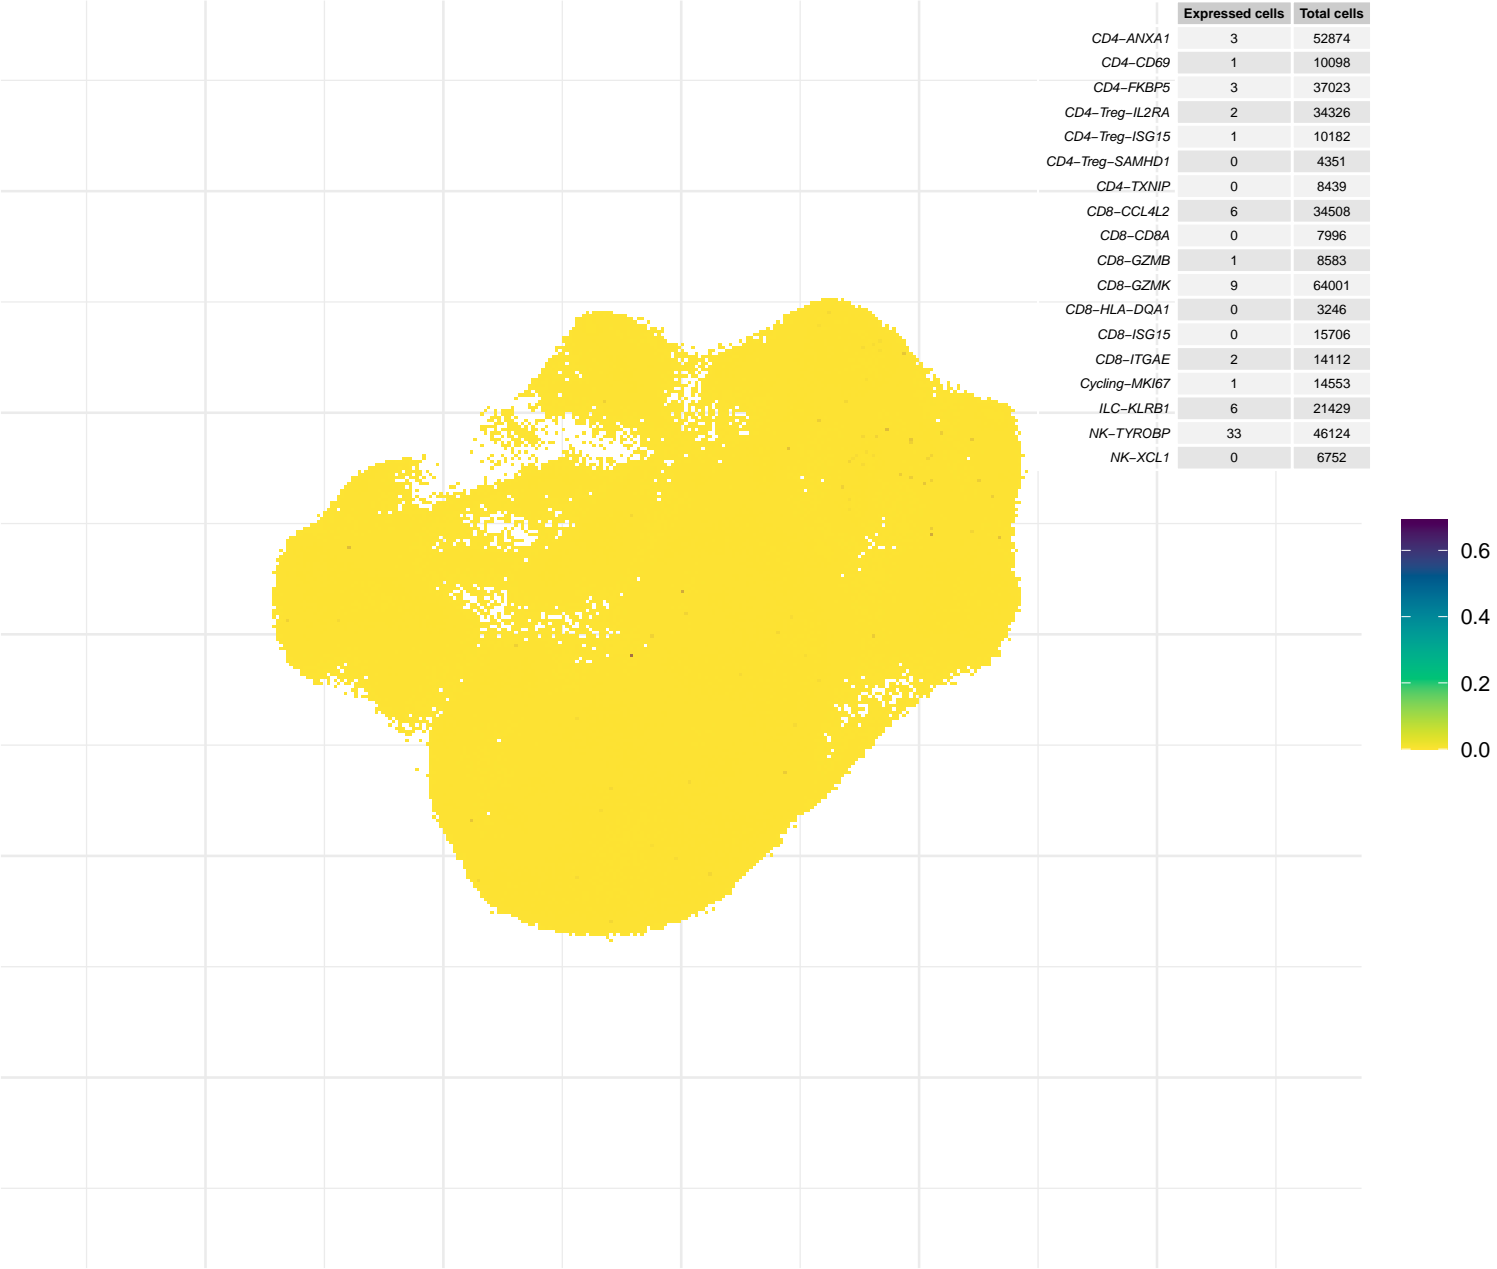 Expressed cells Total cells
CD4−ANXA1 3 52874
CD4−CD69 1 10098
CD4−FKBP5 3 37023
CD4−Treg−IL2RA 2 34326
CD4−Treg−ISG15 1 10182
CD4−Treg−SAMHD1 0 4351
CD4−TXNIP 0 8439
CD8−CCL4L2 6 34508
CD8−CD8A 0 7996
CD8−GZMB 1 8583
CD8−GZMK 9 64001
CD8−HLA−DQA1 0 3246
CD8−ISG15 0 15706
CD8−ITGAE 2 14112
Cycling−MKI67 1 14553
ILC−KLRB1 6 21429
NK−TYROBP 33 46124
NK−XCL1 0 6752
0.6
0.4
0.2
0.0